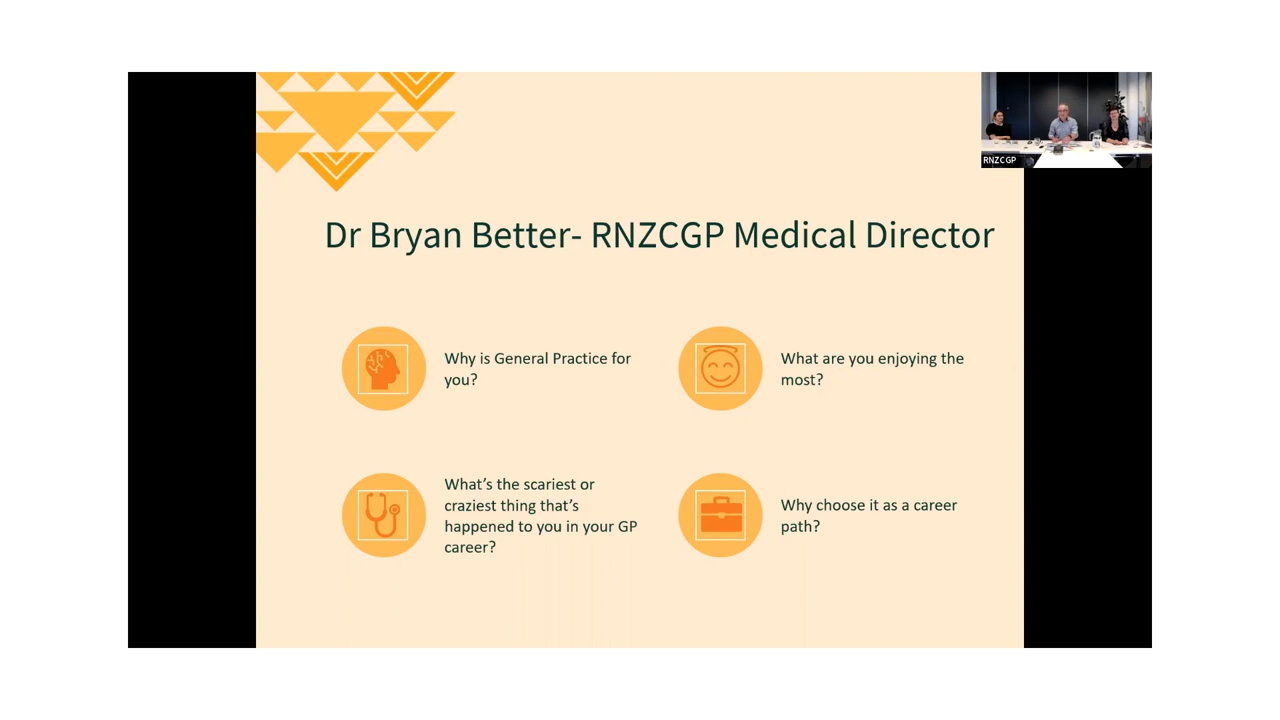 RNZCGP
Dr Bryan Better- RNZCGP Medical Director
Why is General Practice for
you?
What are you enjoying the
most?
What's the scariest or
craziest thing that's
happened to you in your GP
career?
Why choose it as a career
path?